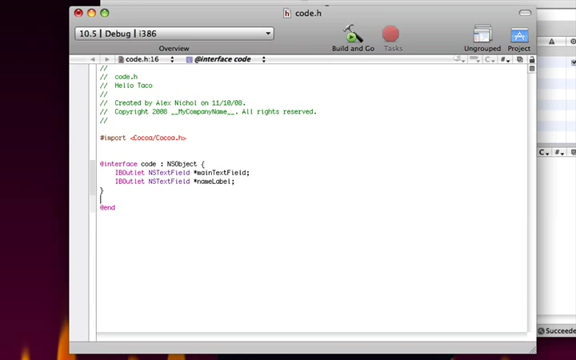 code.h
10.5 | Debug | i386
Overview
Build and Go
Tasks
Ungrouped
Project
code.h:16
@interface code
C
#
//
// code.h
// Hello Taco
//
// Created by Alex Nichol on 11/10/08.
// Copyright 2008 __MyCompanyName__. All rights reserved.
//
#import <Cocoa/Cocoa.h>
@interface code : NSObject {
IBOutlet NSTextField *mainTextField;
IBOutlet NSTextField *nameLabel;
}
@end
Succeede